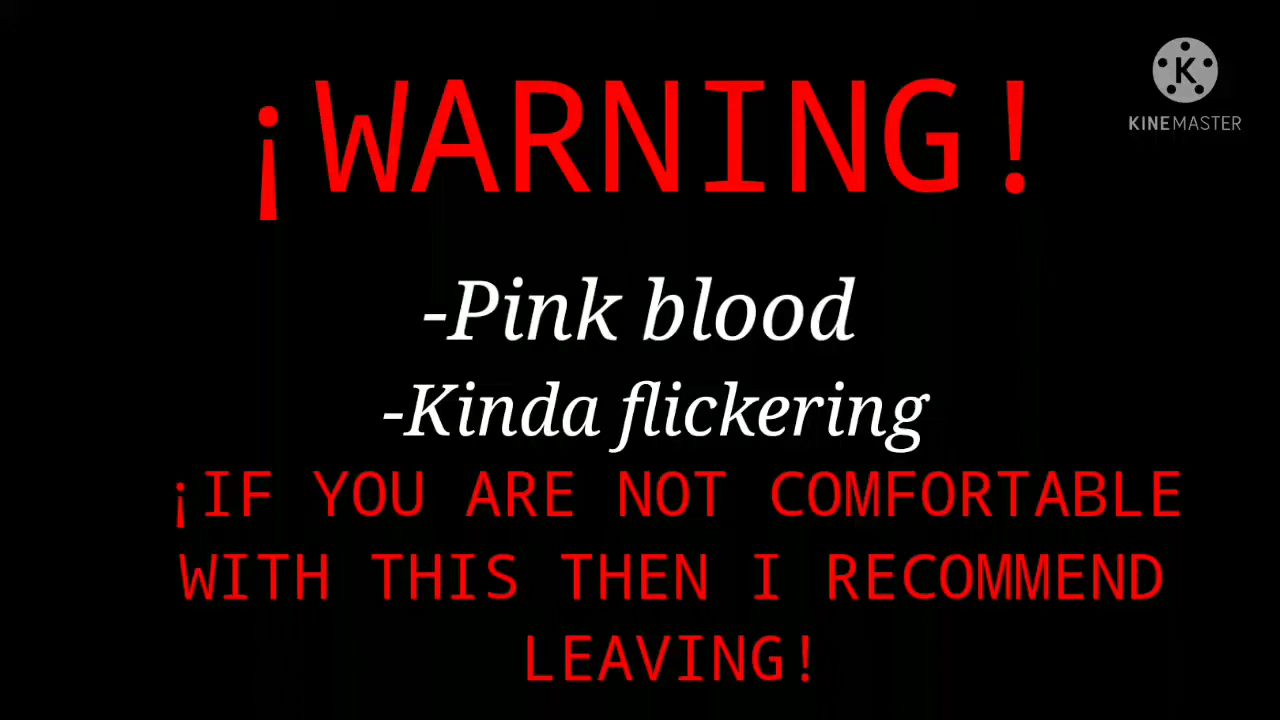 ¡WARNING!
KINEMASTER
-Pink blood
-Kinda flickering
¡IF YOU ARE NOT COMFORTABLE
WITH THIS THEN I RECOMMEND
LEAVING!